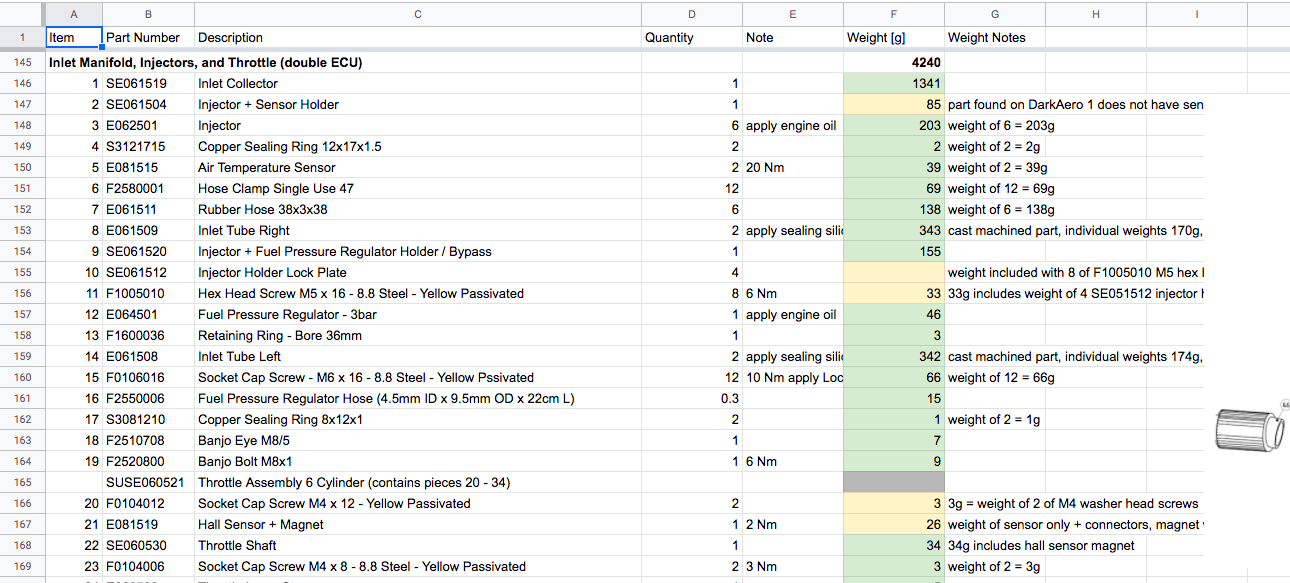 A B C D E F G H I
1 Item Part Number Description Quantity Note Weight [g] Weight Notes
145 Inlet Manifold, Injectors, and Throttle (double ECU) 4240
146 1 SE061519 Inlet Collector 1 1341
147 2 SE061504 Injector + Sensor Holder 1 85 part found on DarkAero 1 does not have sen
148 3 E062501 Injector 6 apply engine oil 203 weight of 6 = 203g
149 4 S3121715 Copper Sealing Ring 12x17x1.5 2 2 weight of 2 = 2g
150 5 E081515 Air Temperature Sensor 2 20 Nm 39 weight of 2 = 39g
151 6 F2580001 Hose Clamp Single Use 47 12 69 weight of 12 = 69g
152 7 E061511 Rubber Hose 38x3x38 6 138 weight of 6 = 138g
153 8 E061509 Inlet Tube Right 2 apply sealing silic 343 cast machined part, individual weights 170g,
154 9 SE061520 Injector + Fuel Pressure Regulator Holder / Bypass 1 155
155 10 SE061512 Injector Holder Lock Plate 4 weight included with 8 of F1005010 M5 hex
156 11 F1005010 Hex Head Screw M5 x 16 - 8.8 Steel - Yellow Passivated 8 6 Nm 33 33g includes weight of 4 SE051512 injector
157 12 E064501 Fuel Pressure Regulator - 3bar 1 apply engine oil 46
158 13 F1600036 Retaining Ring - Bore 36mm 1 3
159 14 E061508 Inlet Tube Left 2 apply sealing silic 342 cast machined part, individual weights 174g,
160 15 F0106016 Socket Cap Screw - M6 x 16 - 8.8 Steel - Yellow Pssivated 12 10 Nm apply Loc 66 weight of 12 = 66g
161 16 F2550006 Fuel Pressure Regulator Hose (4.5mm ID x 9.5mm OD x 22cm L) 0.3 15
162 17 S3081210 Copper Sealing Ring 8x12x1 2 1 weight of 2 = 1g
163 18 F2510708 Banjo Eye M8/5 1 7
164 19 F2520800 Banjo Bolt M8x1 1 6 Nm 9
165 SUSE060521 Throttle Assembly 6 Cylinder (contains pieces 20 - 34)
166 20 F0104012 Socket Cap Screw M4 x 12 - Yellow Passivated 2 3 3g = weight of 2 of M4 washer head screws
167 21 E081519 Hall Sensor + Magnet 1 2 Nm 26 weight of sensor only + connectors, magnet
168 22 SE060530 Throttle Shaft 1 34 34g includes hall sensor magnet
169 23 F0104006 Socket Cap Screw M4 x 8 - 8.8 Steel - Yellow Passivated 2 3 Nm 3 weight of 2 = 3g